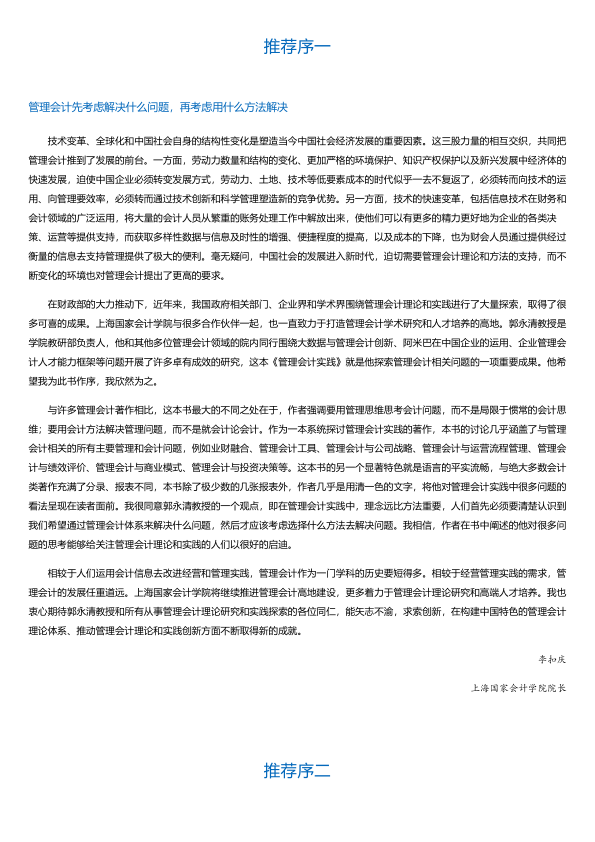 推荐序一
管理会计先考虑解决什么问题，再考虑用什么方法解决
技术变革、全球化和中国社会自身的结构性变化是塑造当今中国社会经济发展的重要因素。这三股力量的相互交织，共同把
管理会计推到了发展的前台。一方面，劳动力数量和结构的变化、更加严格的环境保护、知识产权保护以及新兴发展中经济体的
快速发展，迫使中国企业必须转变发展方式，劳动力、土地、技术等低要素成本的时代似乎一去不复返了，必须转而向技术的运
用、向管理要效率，必须转而通过技术创新和科学管理塑造新的竞争优势。另一方面，技术的快速变革，包括信息技术在财务和
会计领域的广泛运用，将大量的会计人员从繁重的账务处理工作中解放出来，使他们可以有更多的精力更好地为企业的各类决
策、运营等提供支持，而获取多样性数据与信息及时性的增强、便捷程度的提高，以及成本的下降，也为财会人员通过提供经过
衡量的信息去支持管理提供了极大的便利。毫无疑问，中国社会的发展进入新时代，迫切需要管理会计理论和方法的支持，而不
断变化的环境也对管理会计提出了更高的要求。
在财政部的大力推动下，近年来，我国政府相关部门、企业界和学术界围绕管理会计理论和实践进行了大量探索，取得了很
多可喜的成果。上海国家会计学院与很多合作伙伴一起，也一直致力于打造管理会计学术研究和人才培养的高地。郭永清教授是
学院教研部负责人，他和其他多位管理会计领域的院内同行围绕大数据与管理会计创新、阿米巴在中国企业的运用、企业管理会
计人才能力框架等问题开展了许多卓有成效的研究，这本《管理会计实践》就是他探索管理会计相关问题的一项重要成果。他希
望我为此书作序，我欣然为之。
与许多管理会计著作相比，这本书最大的不同之处在于，作者强调要用管理思维思考会计问题，而不是局限于惯常的会计思
维；要用会计方法解决管理问题，而不是就会计论会计。作为一本系统探讨管理会计实践的著作，本书的讨论几乎涵盖了与管理
会计相关的所有主要管理和会计问题，例如业财融合、管理会计工具、管理会计与公司战略、管理会计与运营流程管理、管理会
计与绩效评价、管理会计与商业模式、管理会计与投资决策等。这本书的另一个显著特色就是语言的平实流畅，与绝大多数会计
类著作充满了分录、报表不同，本书除了极少数的几张报表外，作者几乎是用清一色的文字，将他对管理会计实践中很多问题的
看法呈现在读者面前。我很同意郭永清教授的一个观点，即在管理会计实践中，理念远比方法重要，人们首先必须要清楚认识到
我们希望通过管理会计体系来解决什么问题，然后才应该考虑选择什么方法去解决问题。我相信，作者在书中阐述的他对很多问
题的思考能够给关注管理会计理论和实践的人们以很好的启迪。
相较于人们运用会计信息去改进经营和管理实践，管理会计作为一门学科的历史要短得多。相较于经营管理实践的需求，管
理会计的发展任重道远。上海国家会计学院将继续推进管理会计高地建设，更多着力于管理会计理论研究和高端人才培养。我也
衷心期待郭永清教授和所有从事管理会计理论研究和实践探索的各位同仁，能矢志不渝，求索创新，在构建中国特色的管理会计
理论体系、推动管理会计理论和实践创新方面不断取得新的成就。
李扣庆
上海国家会计学院院长
推荐序二